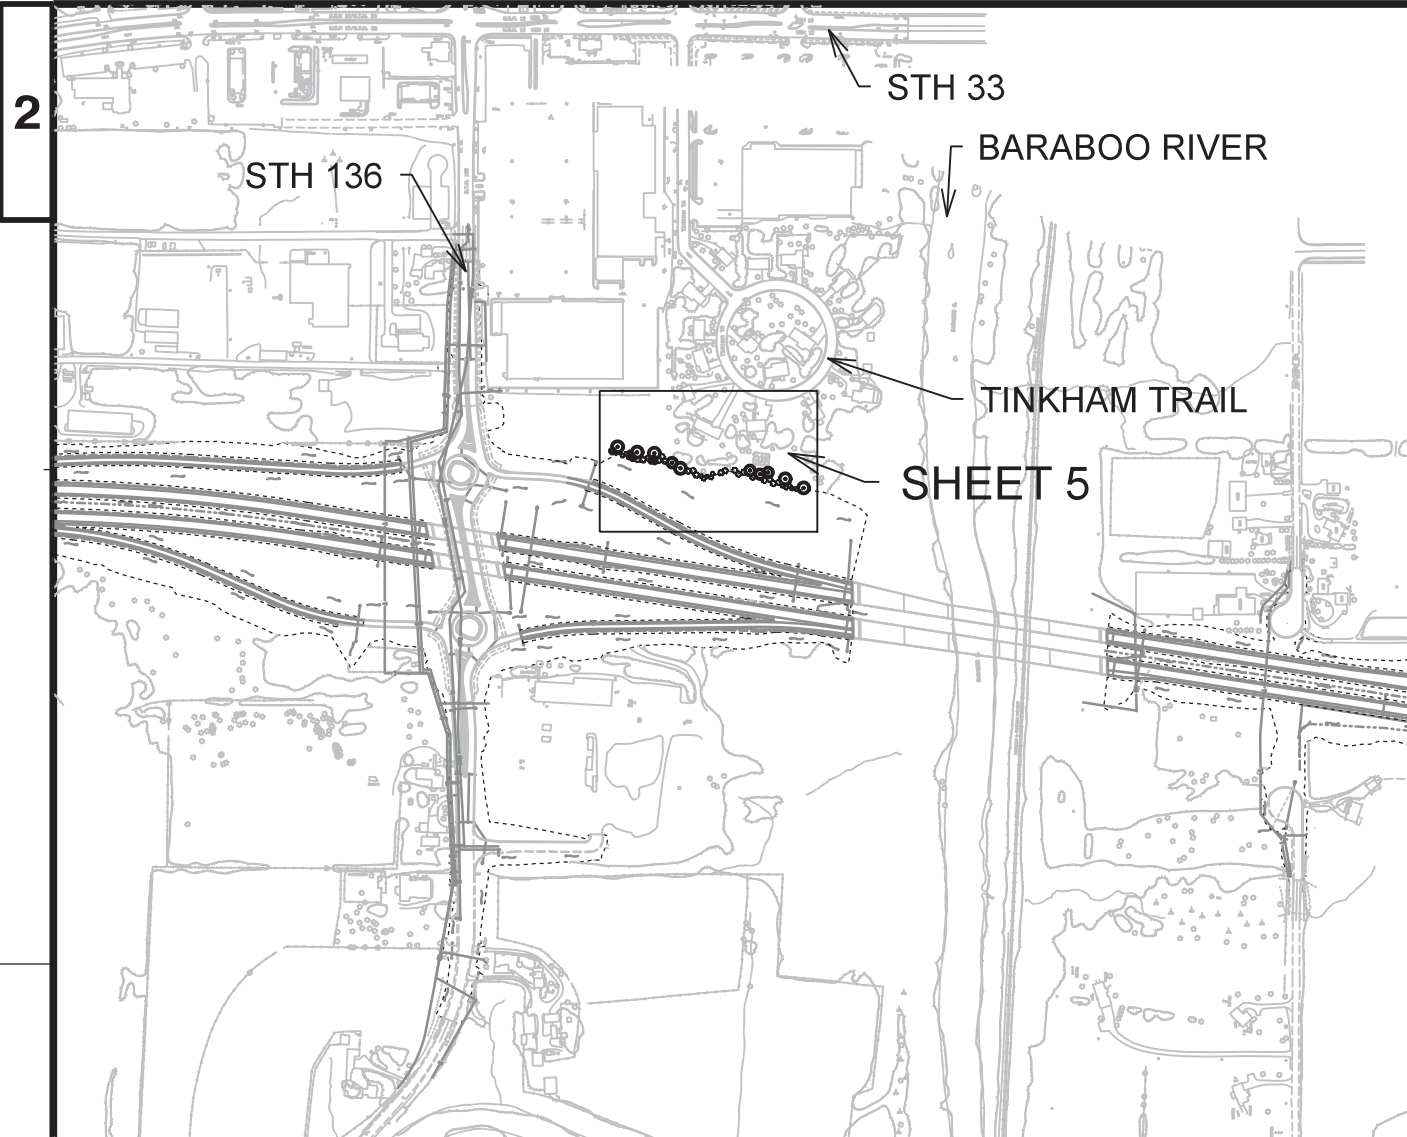 2
STH 33
BARABOO RIVER
STH 136
TINKHAM TRAIL
SHEET 5